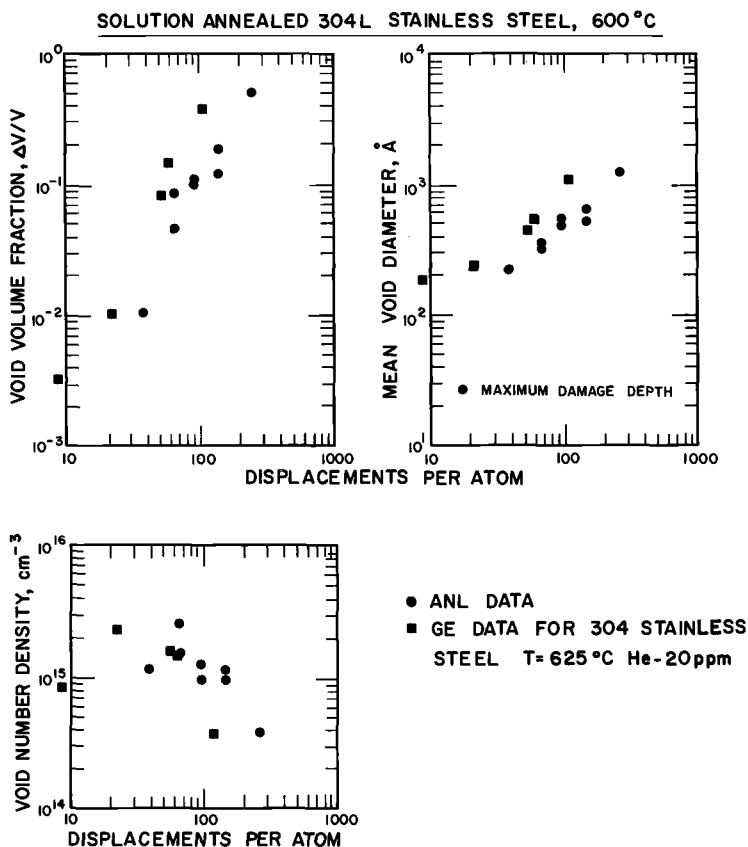 SOLUTION ANNEALED 304L STAINLESS STEEL, 600°C
VOID VOLUME FRACTION, ΔV/V
10⁰
10⁻¹
10⁻²
10⁻³
10
100
1000
MEAN VOID DIAMETER, Å
10⁴
10³
10²
10¹
● MAXIMUM DAMAGE DEPTH
10
100
1000
DISPLACEMENTS PER ATOM
VOID NUMBER DENSITY, cm⁻³
10¹⁶
10¹⁵
10¹⁴
10
100
1000
DISPLACEMENTS PER ATOM
● ANL DATA
■ GE DATA FOR 304 STAINLESS
STEEL T=625°C He-20ppm